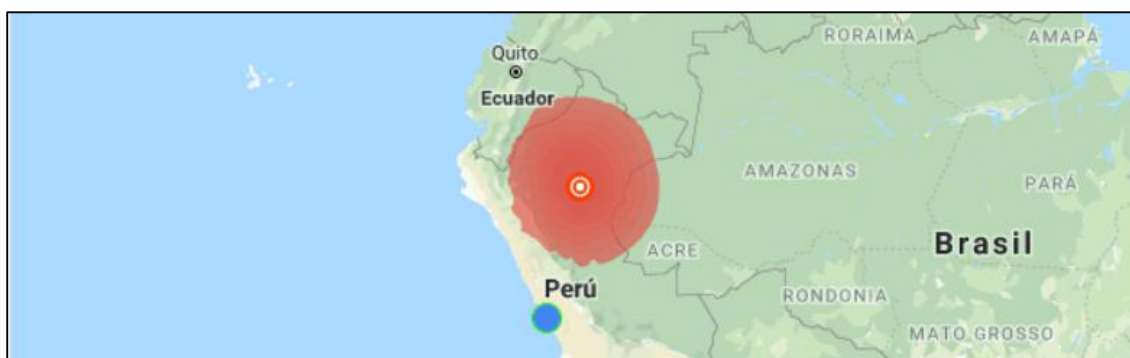 RORAIMA
AMAPÁ
Quito
Ecuador
AMAZONAS
PARÁ
Brasil
ACRE
Perú
RONDONIA
MATO GROSSO